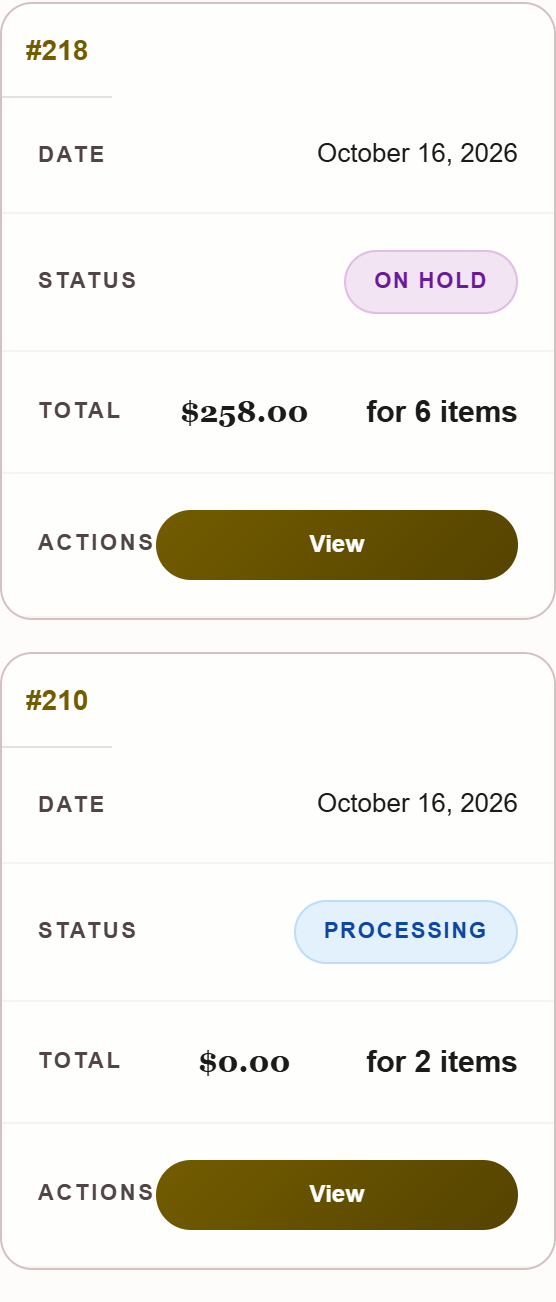 #218
DATE October 16, 2026
STATUS ON HOLD
TOTAL $258.00 for 6 items
ACTIONS View
#210
DATE October 16, 2026
STATUS PROCESSING
TOTAL $0.00 for 2 items
ACTIONS View